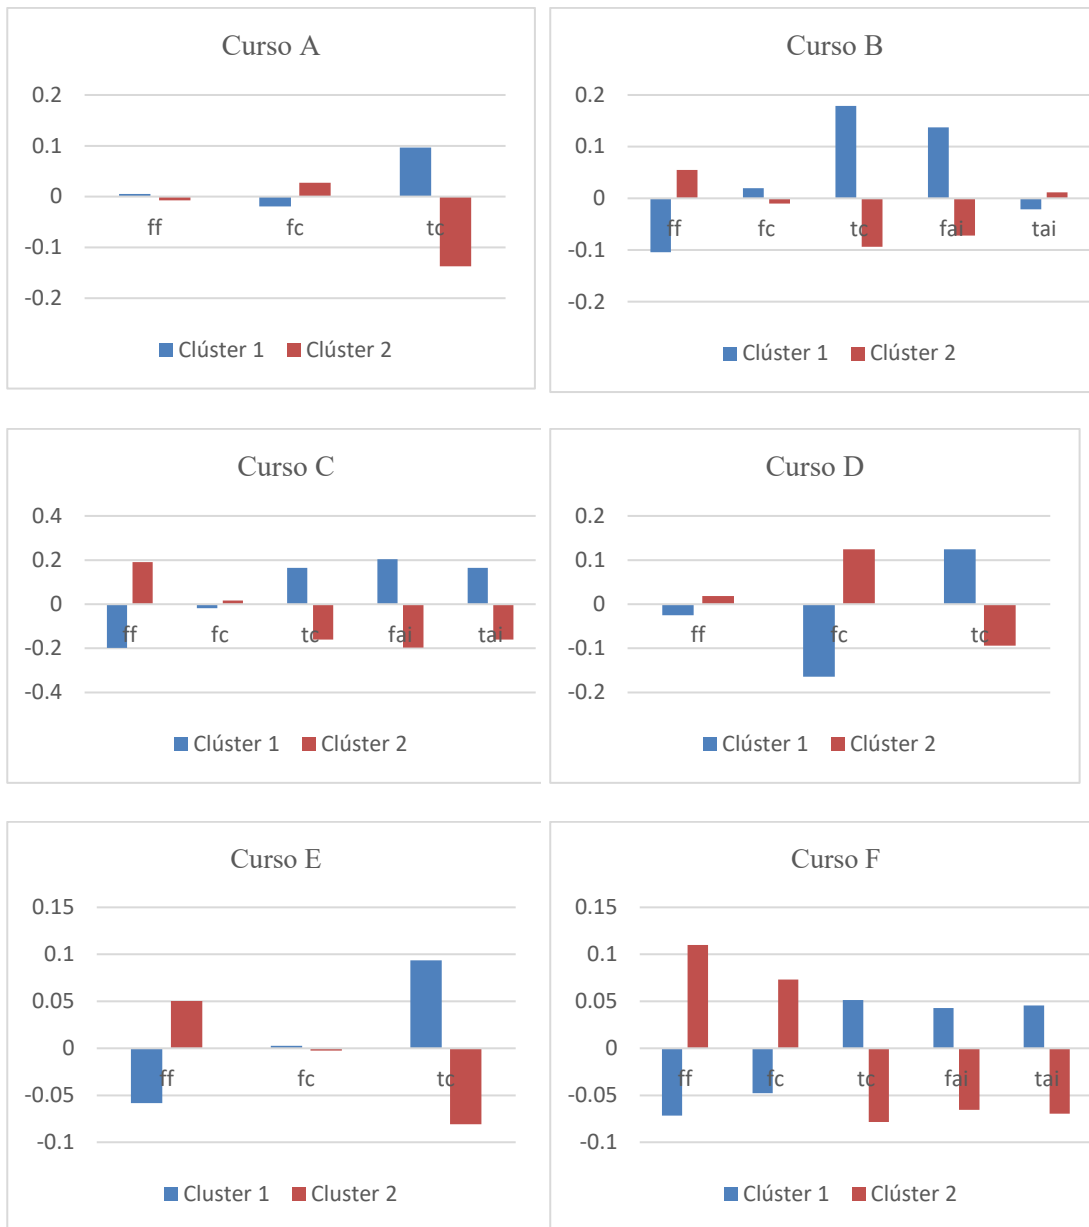 Curso A
0.2
0.1
0
-0.1
-0.2
ff fc tc
Clúster 1 Clúster 2
Curso B
0.2
0.1
0
-0.1
-0.2
ff fc tc fai tai
Clúster 1 Clúster 2
Curso C
0.4
0.2
0
-0.2
-0.4
ff fc tc fai tai
Clúster 1 Clúster 2
Curso D
0.2
0.1
0
-0.1
-0.2
ff fc tc
Clúster 1 Clúster 2
Curso E
0.15
0.1
0.05
0
-0.05
-0.1
ff fc tc
Cluster 1 Cluster 2
Curso F
0.15
0.1
0.05
0
-0.05
-0.1
ff fc tc fai tai
Cluster 1 Cluster 2